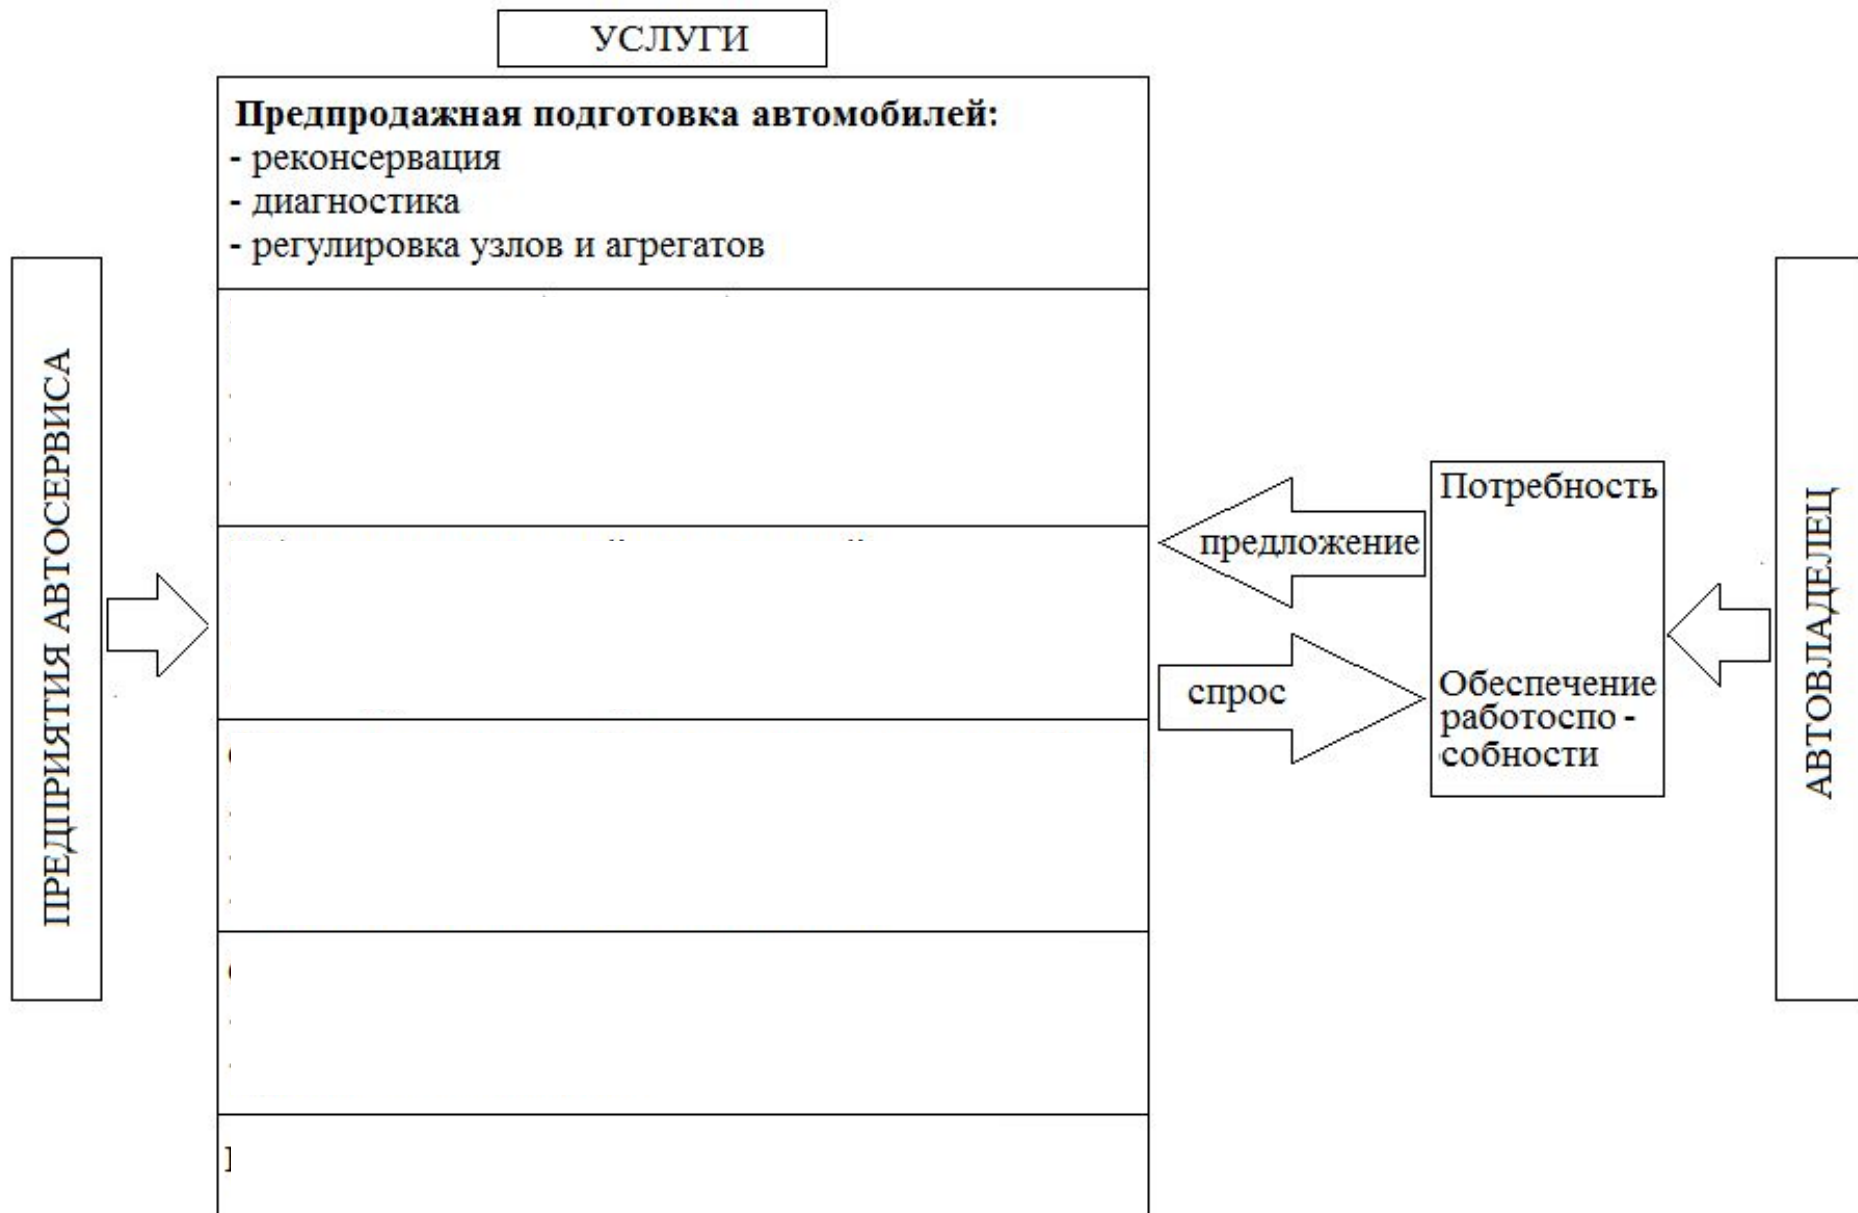 УСЛУГИ
Предпродажная подготовка автомобилей:
- реконсервация
- диагностика
- регулировка узлов и агрегатов
ПРЕДПРИЯТИЯ АВТОСЕРВИСА
предложение
спрос
Потребность
Обеспечение
работоспо -
собности
АВТОВЛАДЕЛЕЦ